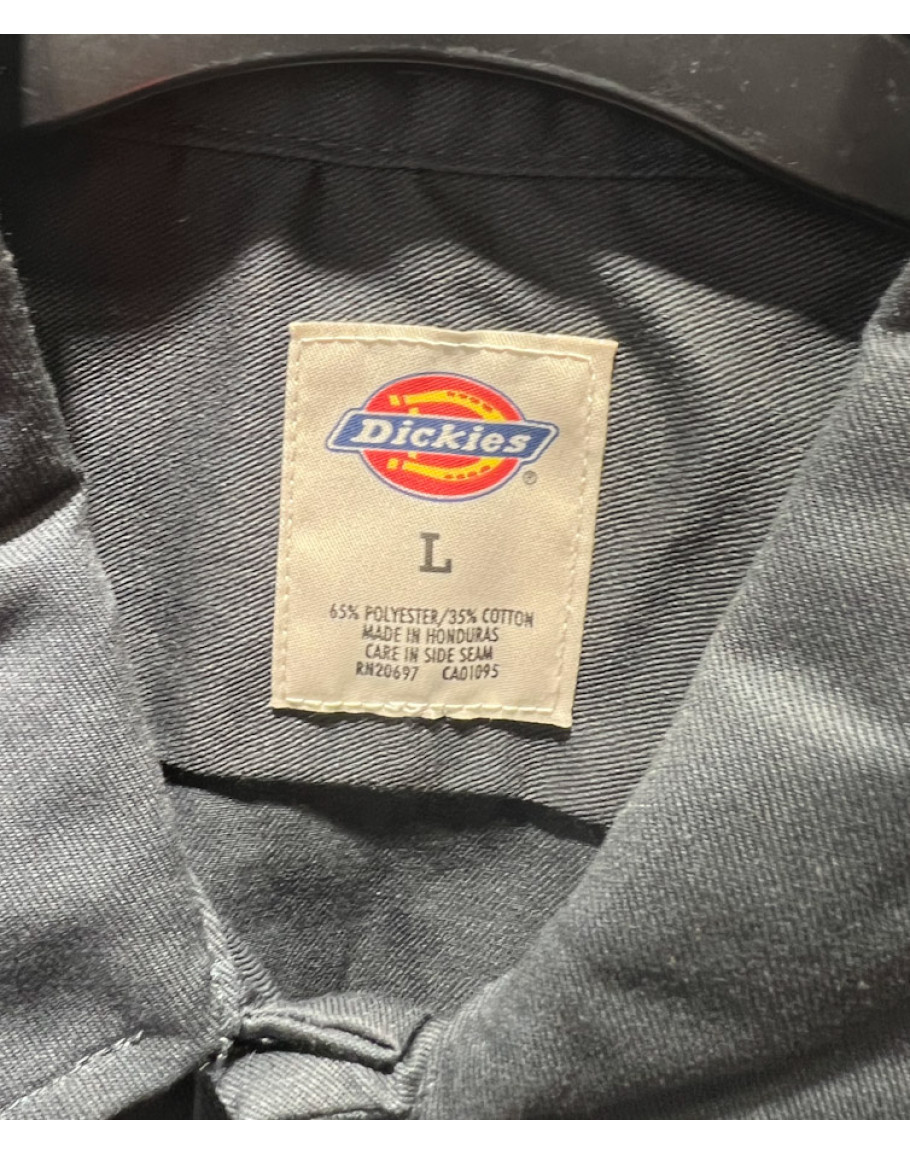 Dickies
®
L
65% POLYESTER/35% COTTON
MADE IN HONDURAS
CARE IN SIDE SEAM
RN20697 CA01095